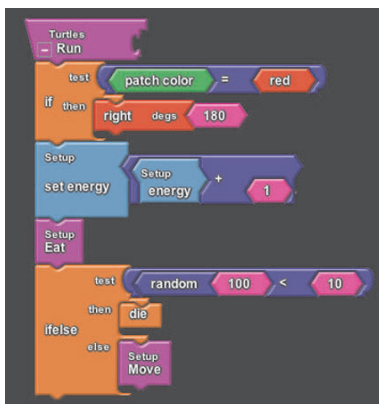 Turtles
– Run
test patch color = red
if then right degs 180
Setup
set energy Setup energy + 1
Setup
Eat
test random 100 < 10
then die
ifelse
else Setup
Move